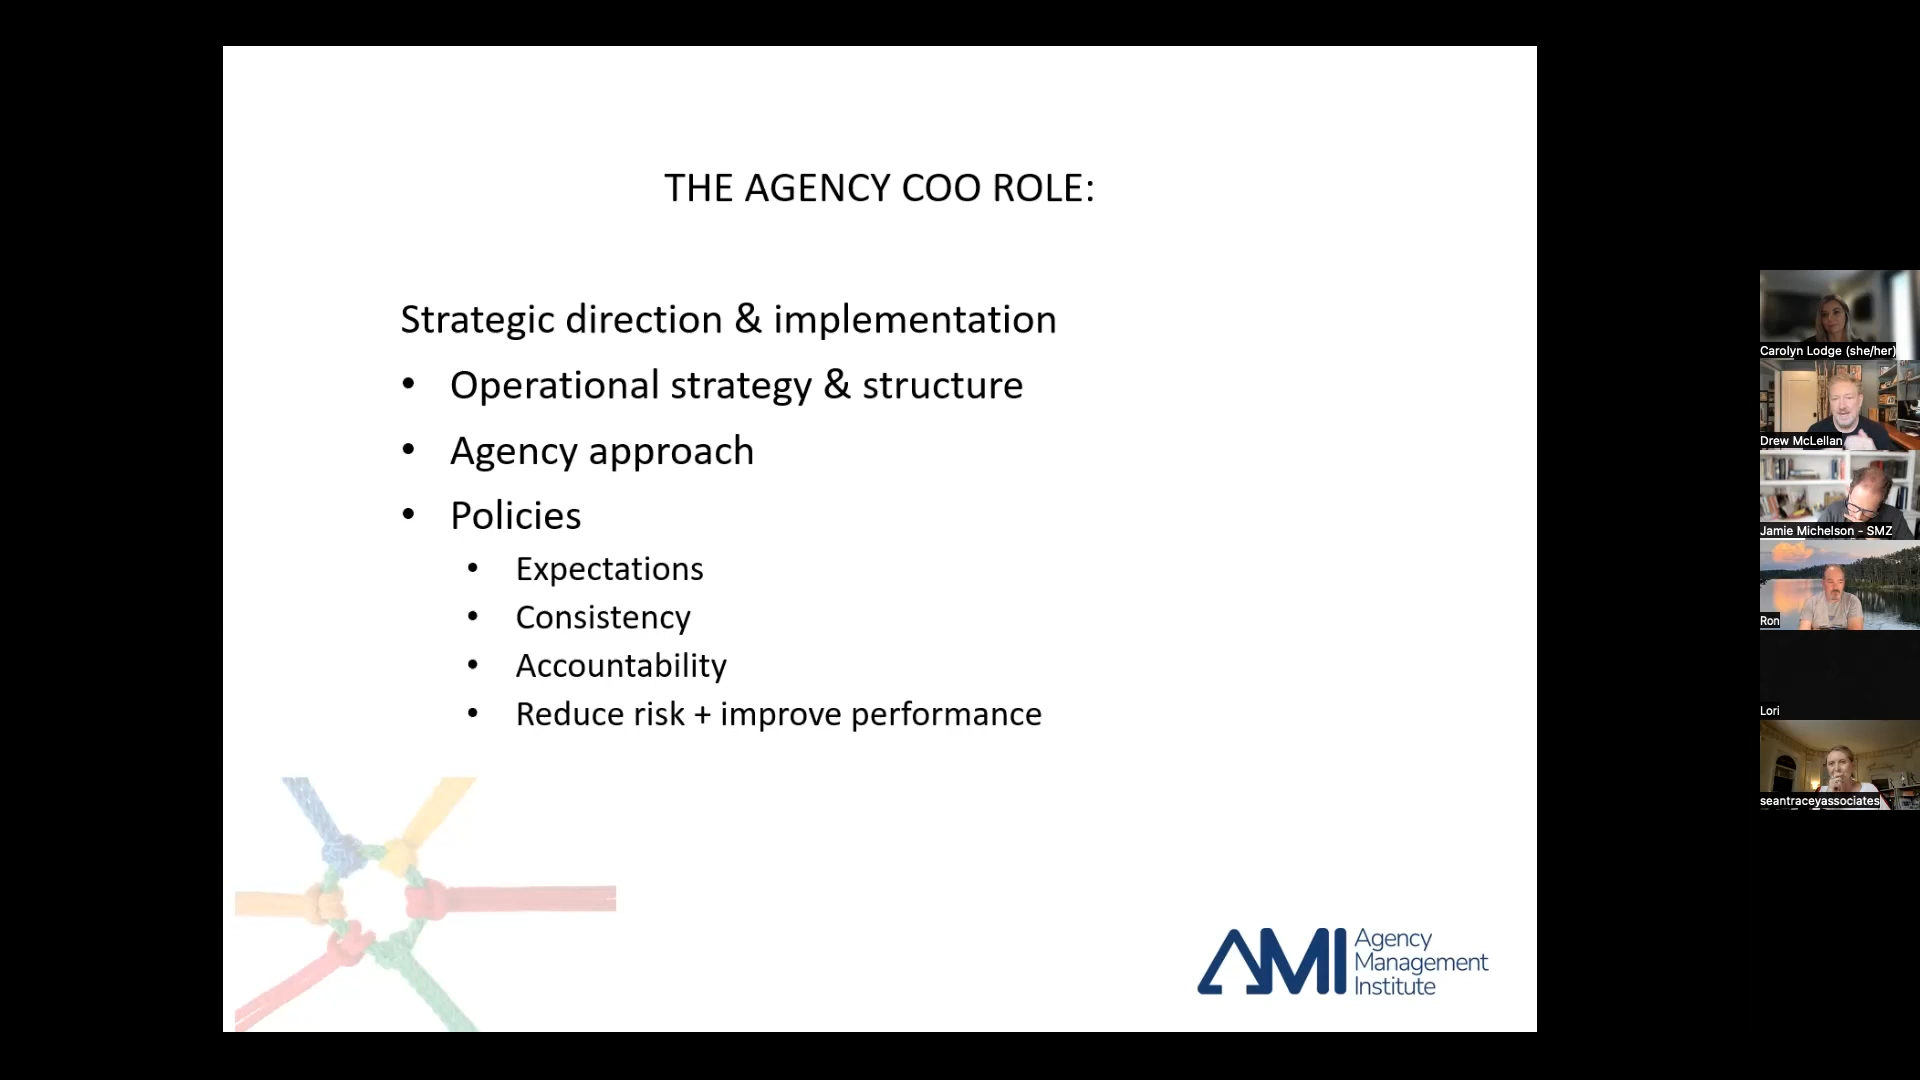 THE AGENCY COO ROLE:
Strategic direction & implementation
• Operational strategy & structure
• Agency approach
• Policies
• Expectations
• Consistency
• Accountability
• Reduce risk + improve performance
AMI
Agency
Management
Institute
Carolyn Lodge (she/her)
Drew McLellan
Jamie Michelson - SMZ
Ron
Lori
seantraceyassociates